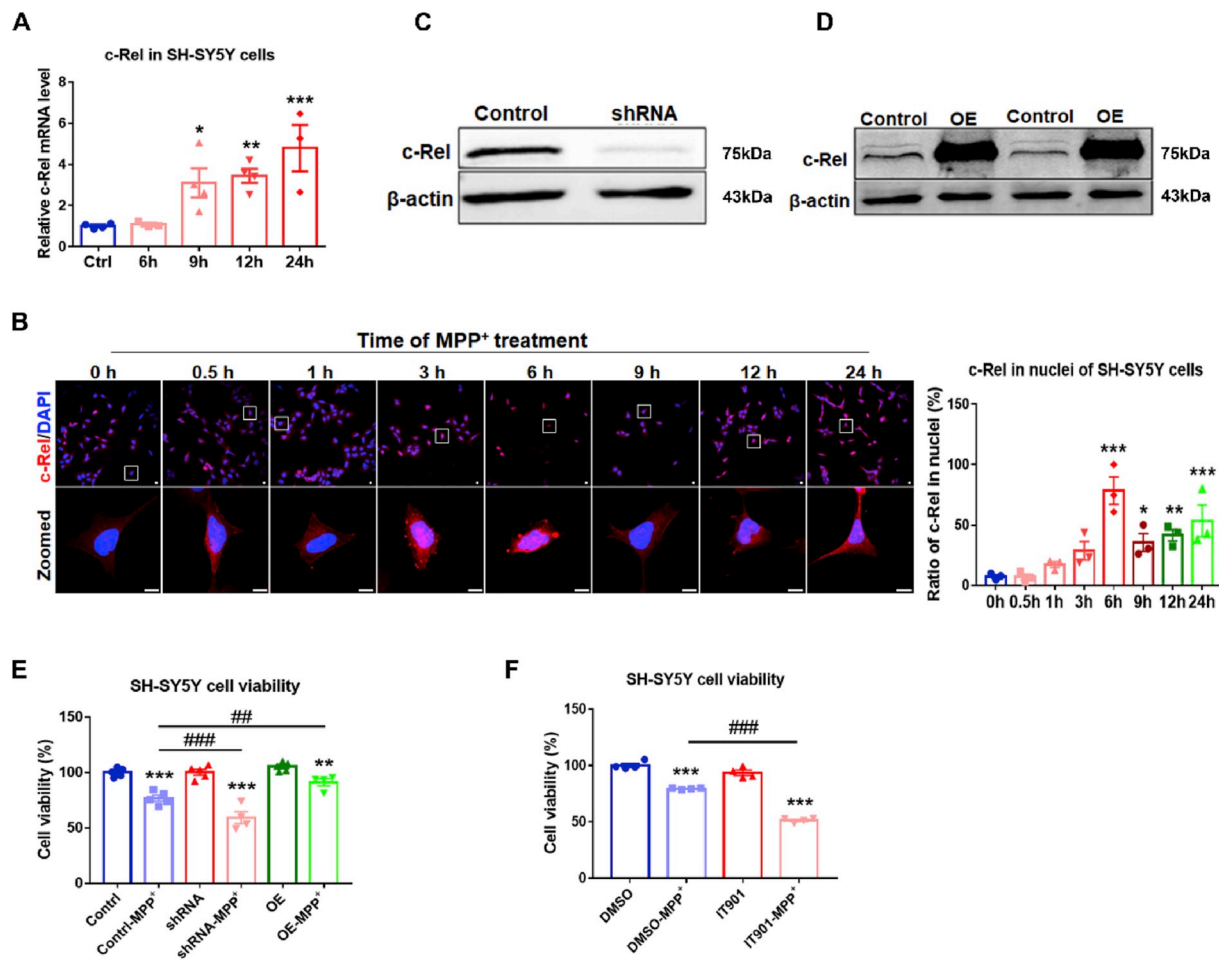 A
c-Rel in SH-SY5Y cells
Relative c-Rel mRNA level
8
6
4
2
0
*
**
***
Ctrl 6h 9h 12h 24h
C
Control shRNA
c-Rel 75kDa
β-actin 43kDa
D
Control OE Control OE
c-Rel 75kDa
β-actin 43kDa
B
Time of MPP⁺ treatment
0 h 0.5 h 1 h 3 h 6 h 9 h 12 h 24 h
c-Rel/DAPI
Zoomed
c-Rel in nuclei of SH-SY5Y cells
Ratio of c-Rel in nuclei (%)
150
100
50
0
***
*
**
***
0h 0.5h 1h 3h 6h 9h 12h 24h
E
SH-SY5Y cell viability
Cell viability (%)
150
100
50
0
##
###
***
***
**
Contrl
Contrl-MPP⁺
shRNA
shRNA-MPP⁺
OE
OE-MPP⁺
F
SH-SY5Y cell viability
Cell viability (%)
150
100
50
0
###
***
***
DMSO
DMSO-MPP⁺
IT901
IT901-MPP⁺